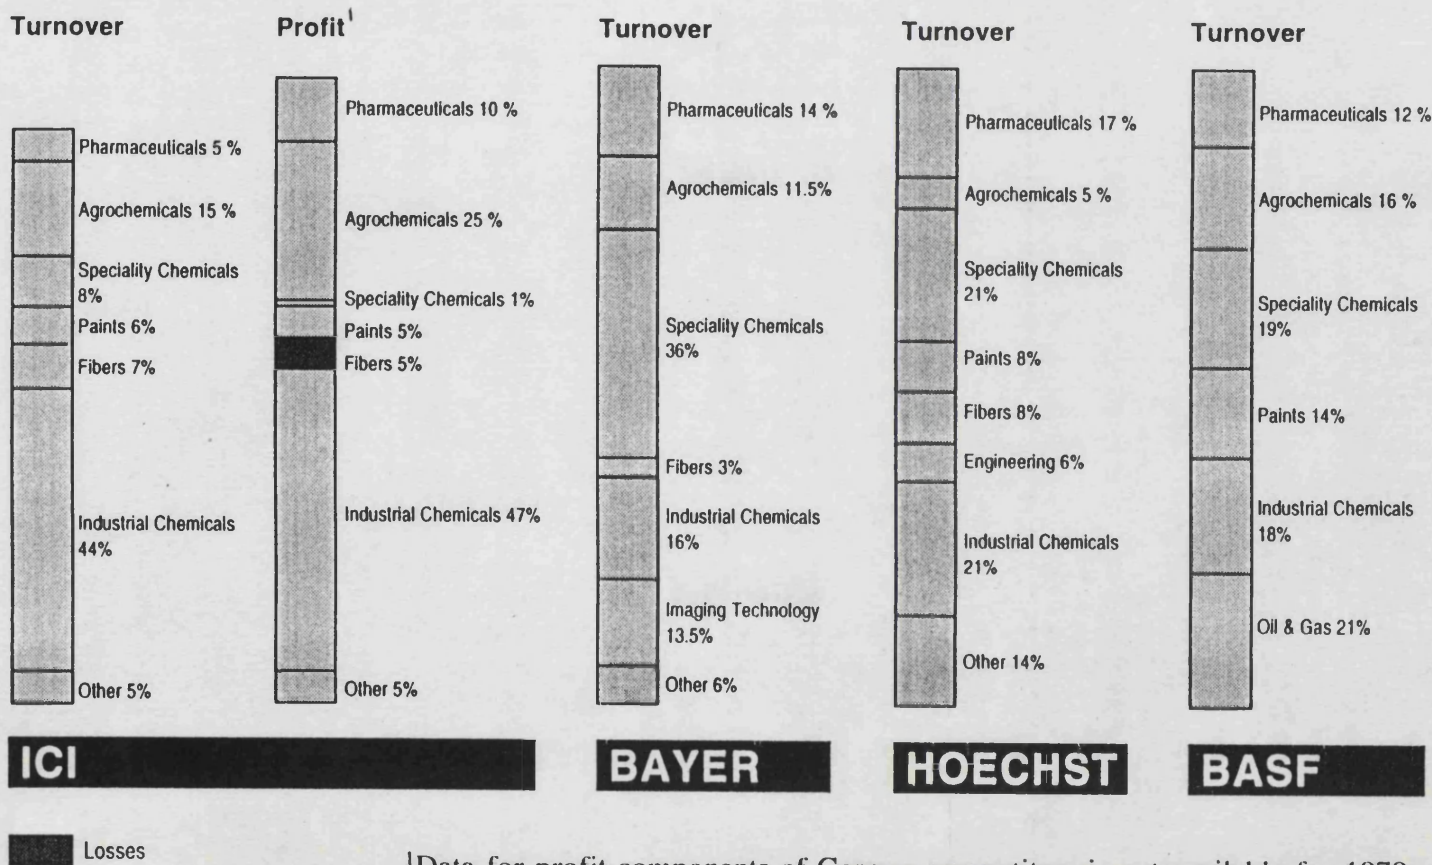 Turnover
Pharmaceuticals 5 %
Agrochemicals 15 %
Speciality Chemicals
8%
Paints 6%
Fibers 7%
Industrial Chemicals
44%
Other 5%
Profit¹
Pharmaceuticals 10 %
Agrochemicals 25 %
Speciality Chemicals 1%
Paints 5%
Fibers 5%
Industrial Chemicals 47%
Other 5%
ICI
Turnover
Pharmaceuticals 14 %
Agrochemicals 11.5%
Speciality Chemicals
36%
Fibers 3%
Industrial Chemicals
16%
Imaging Technology
13.5%
Other 6%
BAYER
Turnover
Pharmaceuticals 17 %
Agrochemicals 5 %
Speciality Chemicals
21%
Paints 8%
Fibers 8%
Engineering 6%
Industrial Chemicals
21%
Other 14%
HOECHST
Turnover
Pharmaceuticals 12 %
Agrochemicals 16 %
Speciality Chemicals
19%
Paints 14%
Industrial Chemicals
18%
Oil & Gas 21%
BASF
Losses
¹Data for profit components of German competitors is not available for 1979